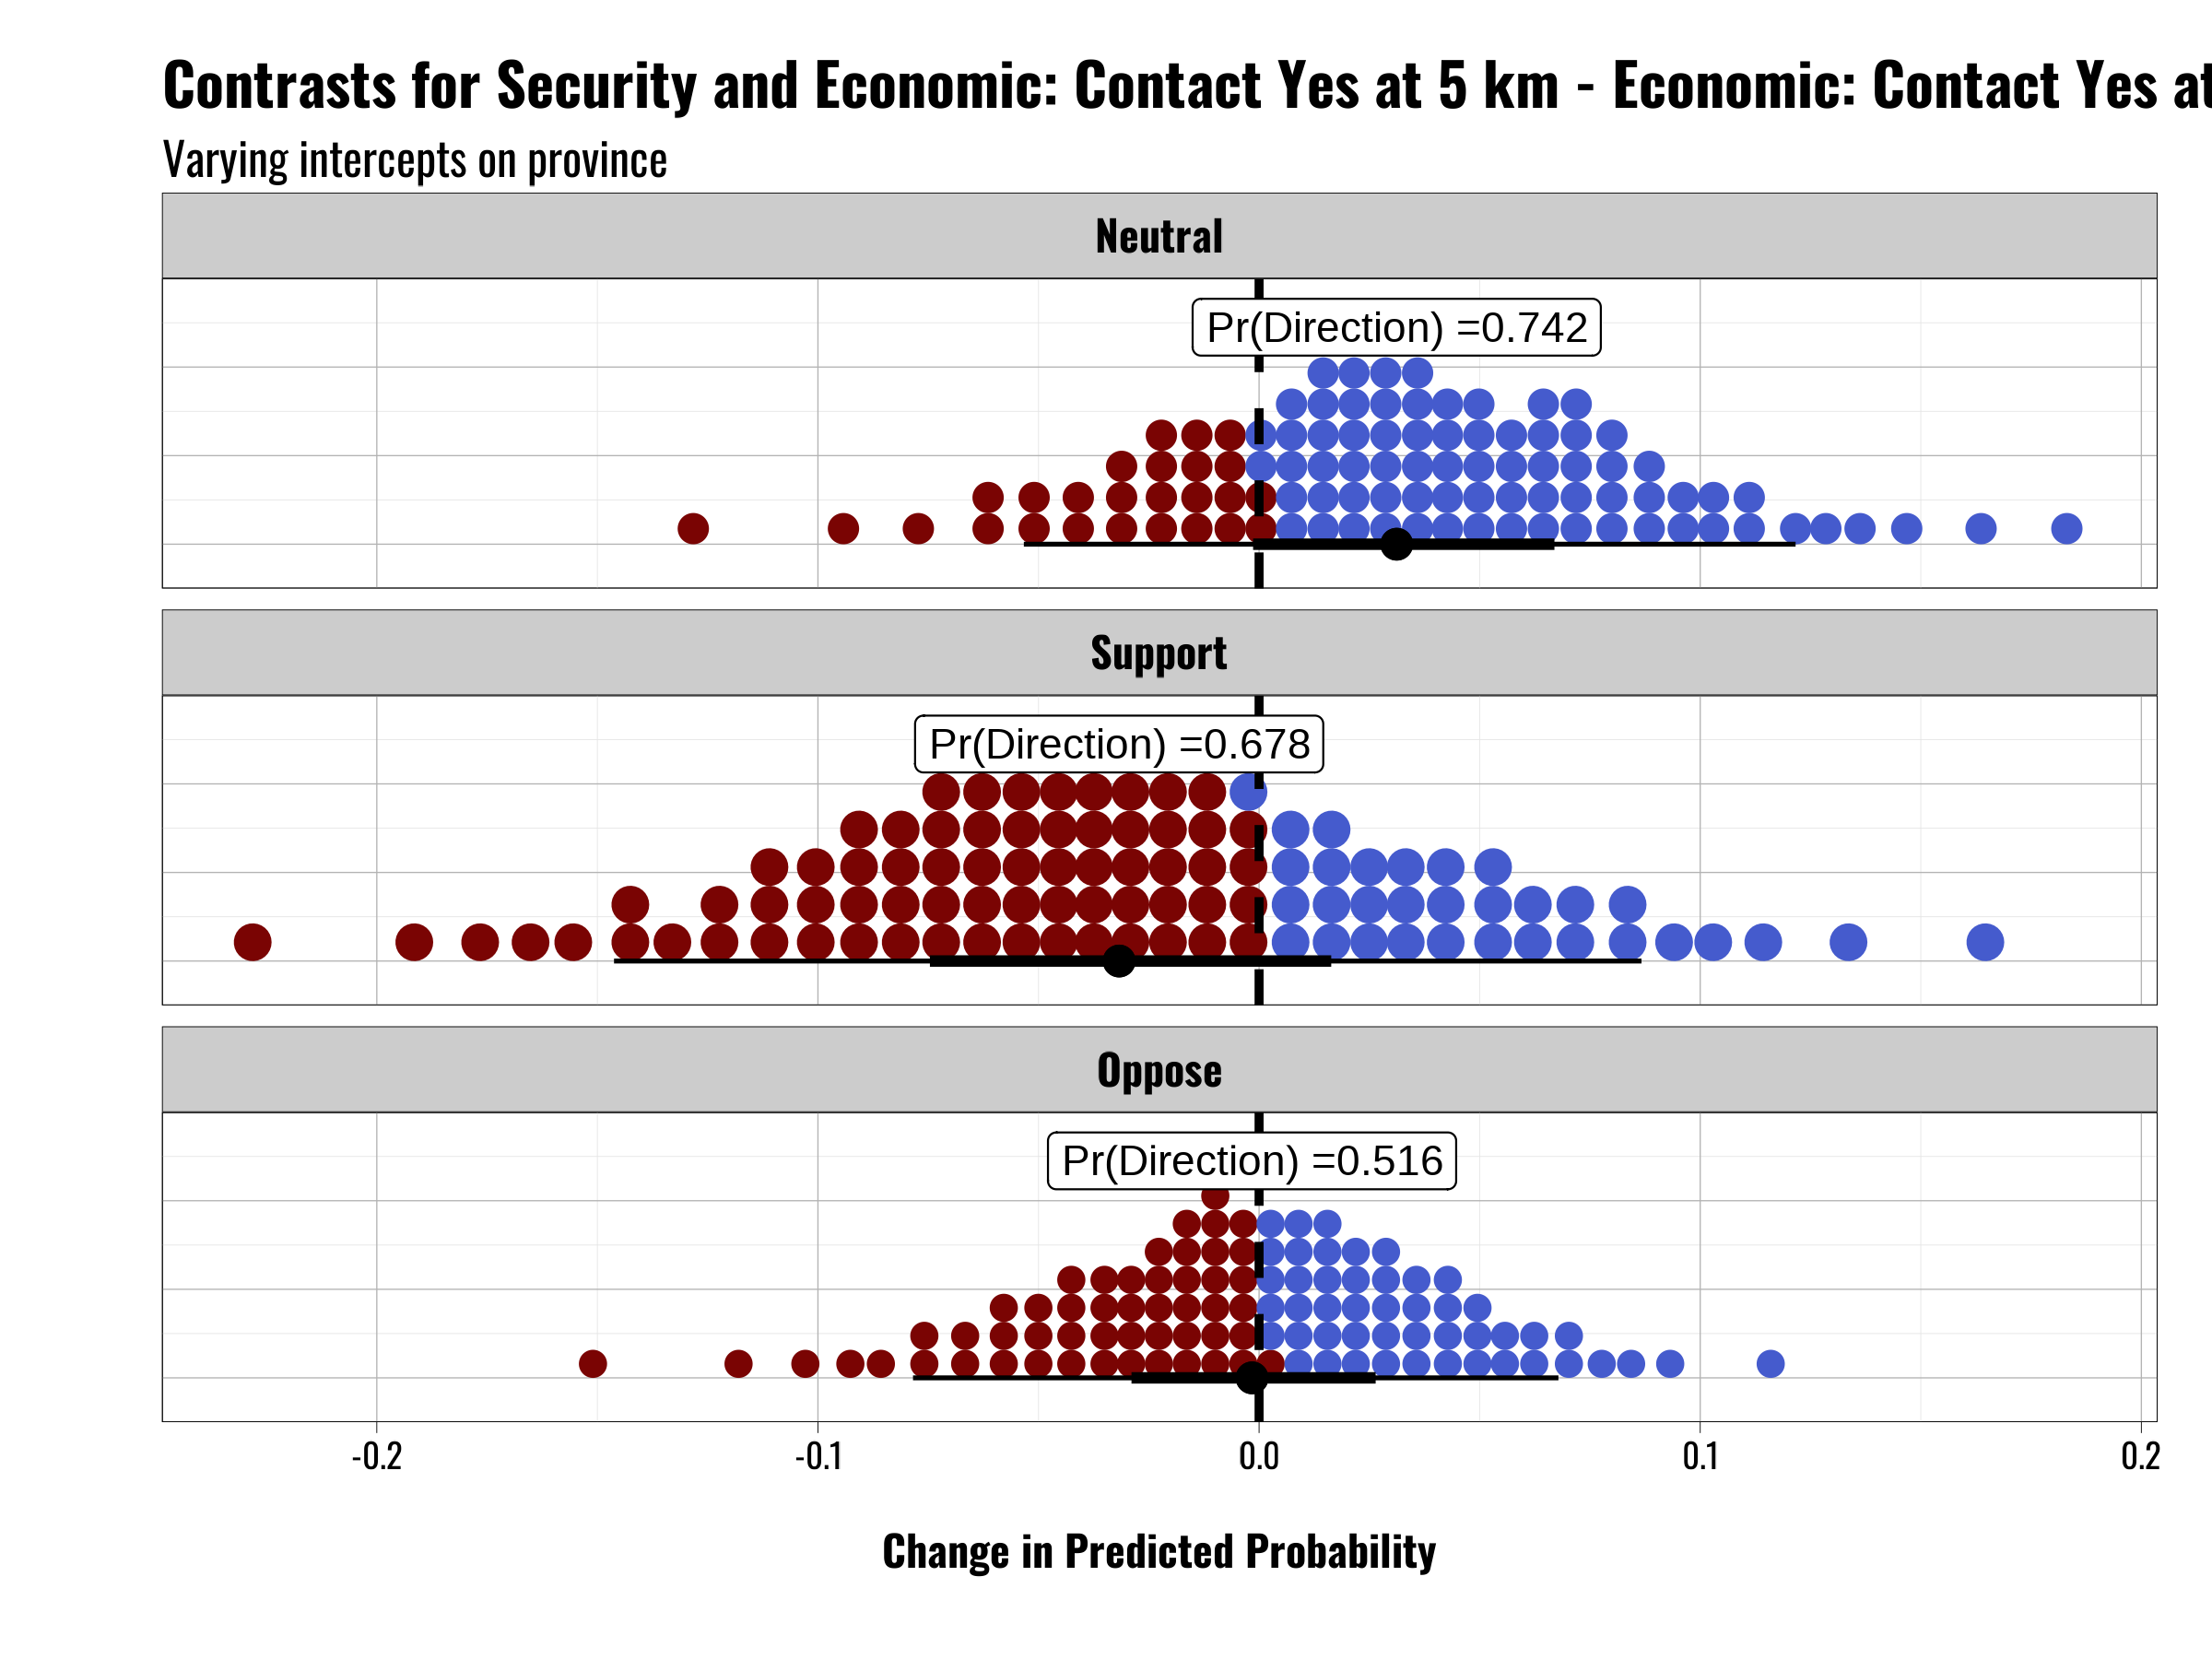 Contrasts for Security and Economic: Contact Yes at 5 km - Economic: Contact Yes at
Varying intercepts on province
Neutral
Pr(Direction) =0.742
Support
Pr(Direction) =0.678
Oppose
Pr(Direction) =0.516
-0.2 -0.1 0.0 0.1 0.2
Change in Predicted Probability